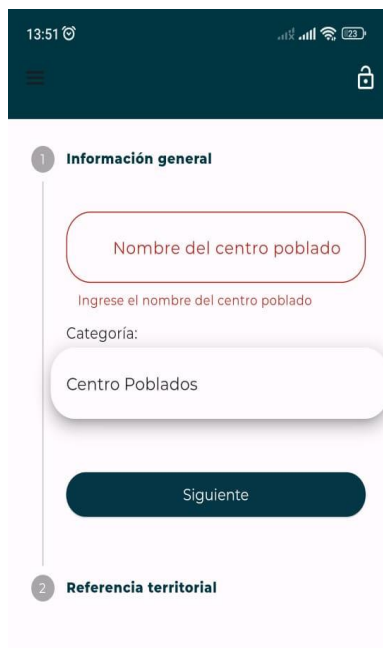 13:51
23
1 Información general
Nombre del centro poblado
Ingrese el nombre del centro poblado
Categoría:
Centro Poblados
Siguiente
2 Referencia territorial